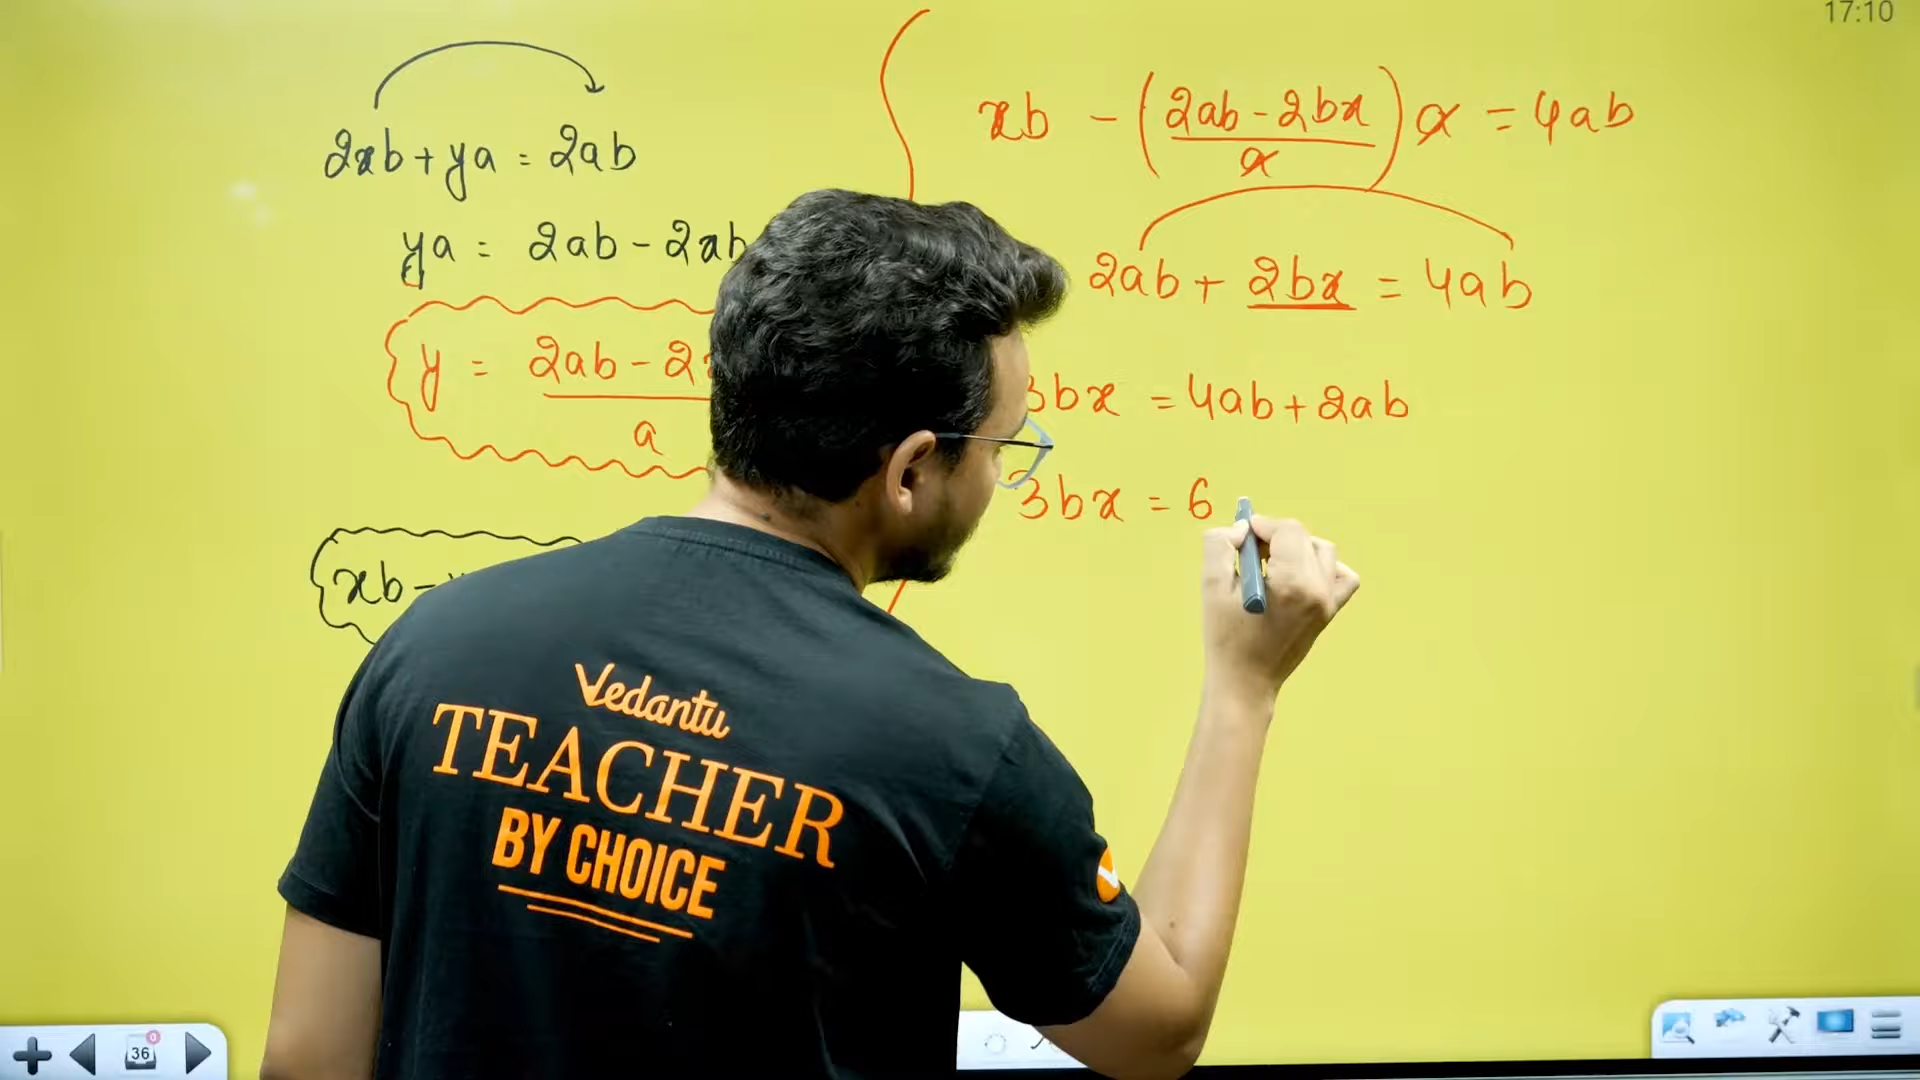 17:10
2xb + ya = 2ab
ya = 2ab - 2xb
y = 2ab - 2
a
xb -
xb - (2ab - 2bx / a) a = 4ab
2ab + 2bx = 4ab
3bx = 4ab + 2ab
3bx = 6
Vedantu
TEACHER
BY CHOICE
36
0